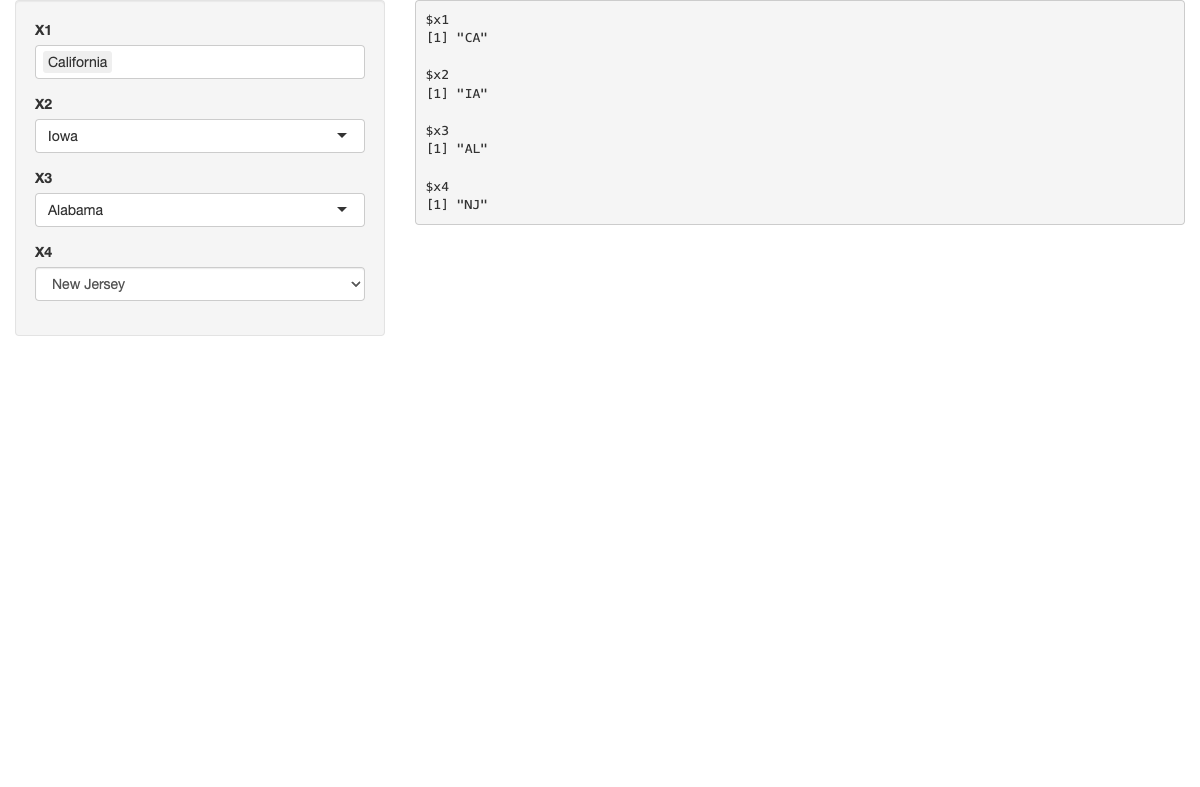 X1
California
X2
Iowa
X3
Alabama
X4
New Jersey
$x1
[1] "CA"
$x2
[1] "IA"
$x3
[1] "AL"
$x4
[1] "NJ"